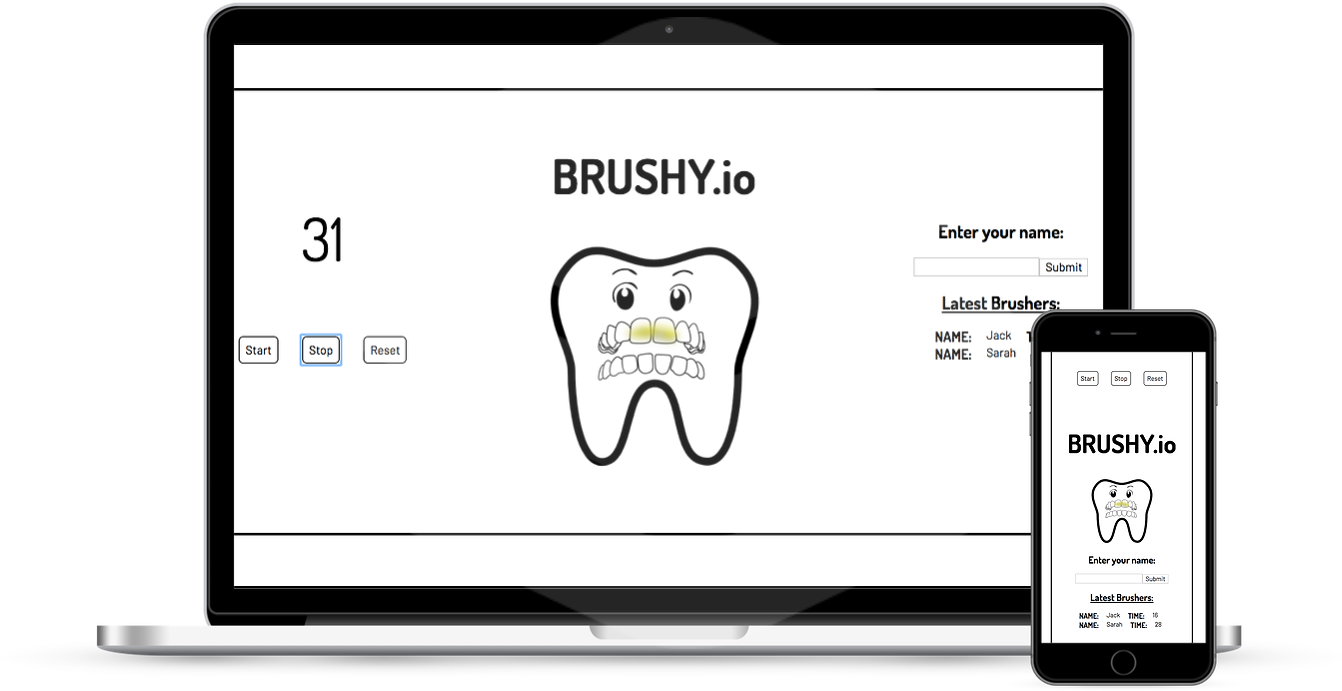 BRUSHY.io
31
Start Stop Reset
Enter your name:
Submit
Latest Brushers:
NAME: Jack
NAME: Sarah
Start Stop Reset
BRUSHY.io
Enter your name:
Submit
Latest Brushers:
NAME: Jack TIME: 16
NAME: Sarah TIME: 28